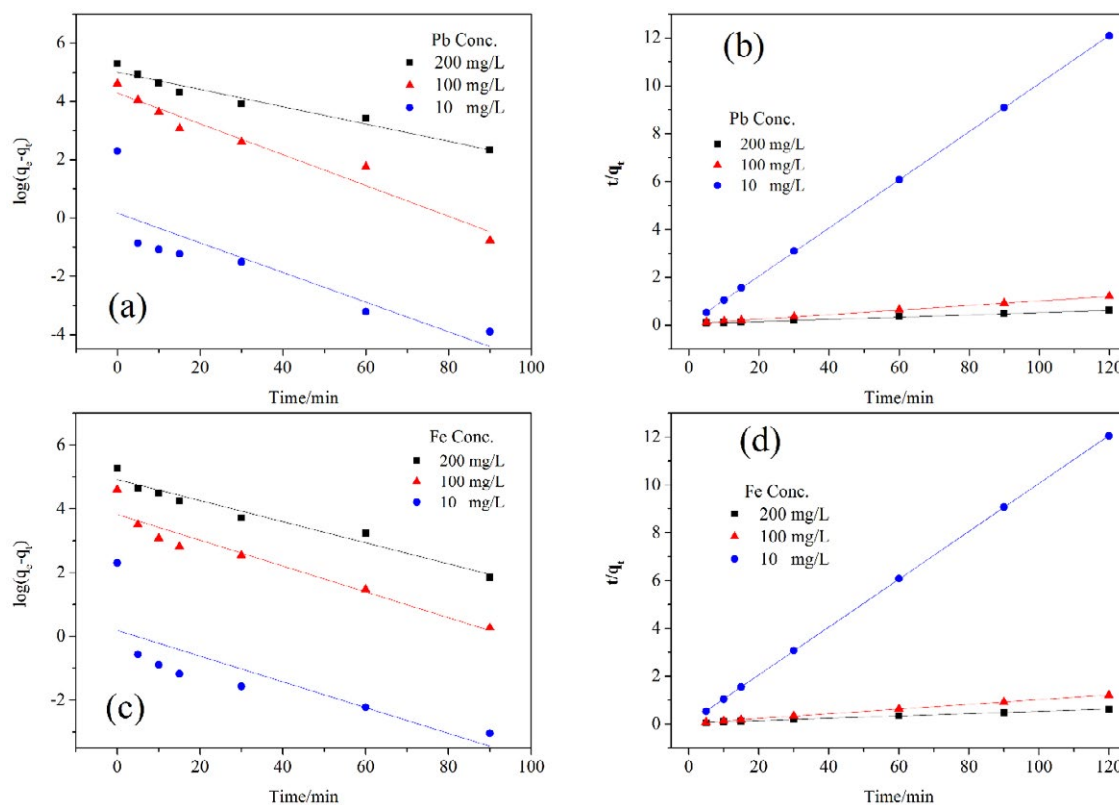 Pb Conc.
200 mg/L
100 mg/L
10 mg/L
6
4
2
0
-2
-4
log(qe-qt)
(a)
0 20 40 60 80 100
Time/min
(b)
Pb Conc.
200 mg/L
100 mg/L
10 mg/L
12
10
8
6
4
2
0
t/qt
0 20 40 60 80 100 120
Time/min
Fe Conc.
200 mg/L
100 mg/L
10 mg/L
6
4
2
0
-2
log(qe-qt)
(c)
0 20 40 60 80 100
Time/min
(d)
Fe Conc.
200 mg/L
100 mg/L
10 mg/L
12
10
8
6
4
2
0
t/qt
0 20 40 60 80 100 120
Time/min